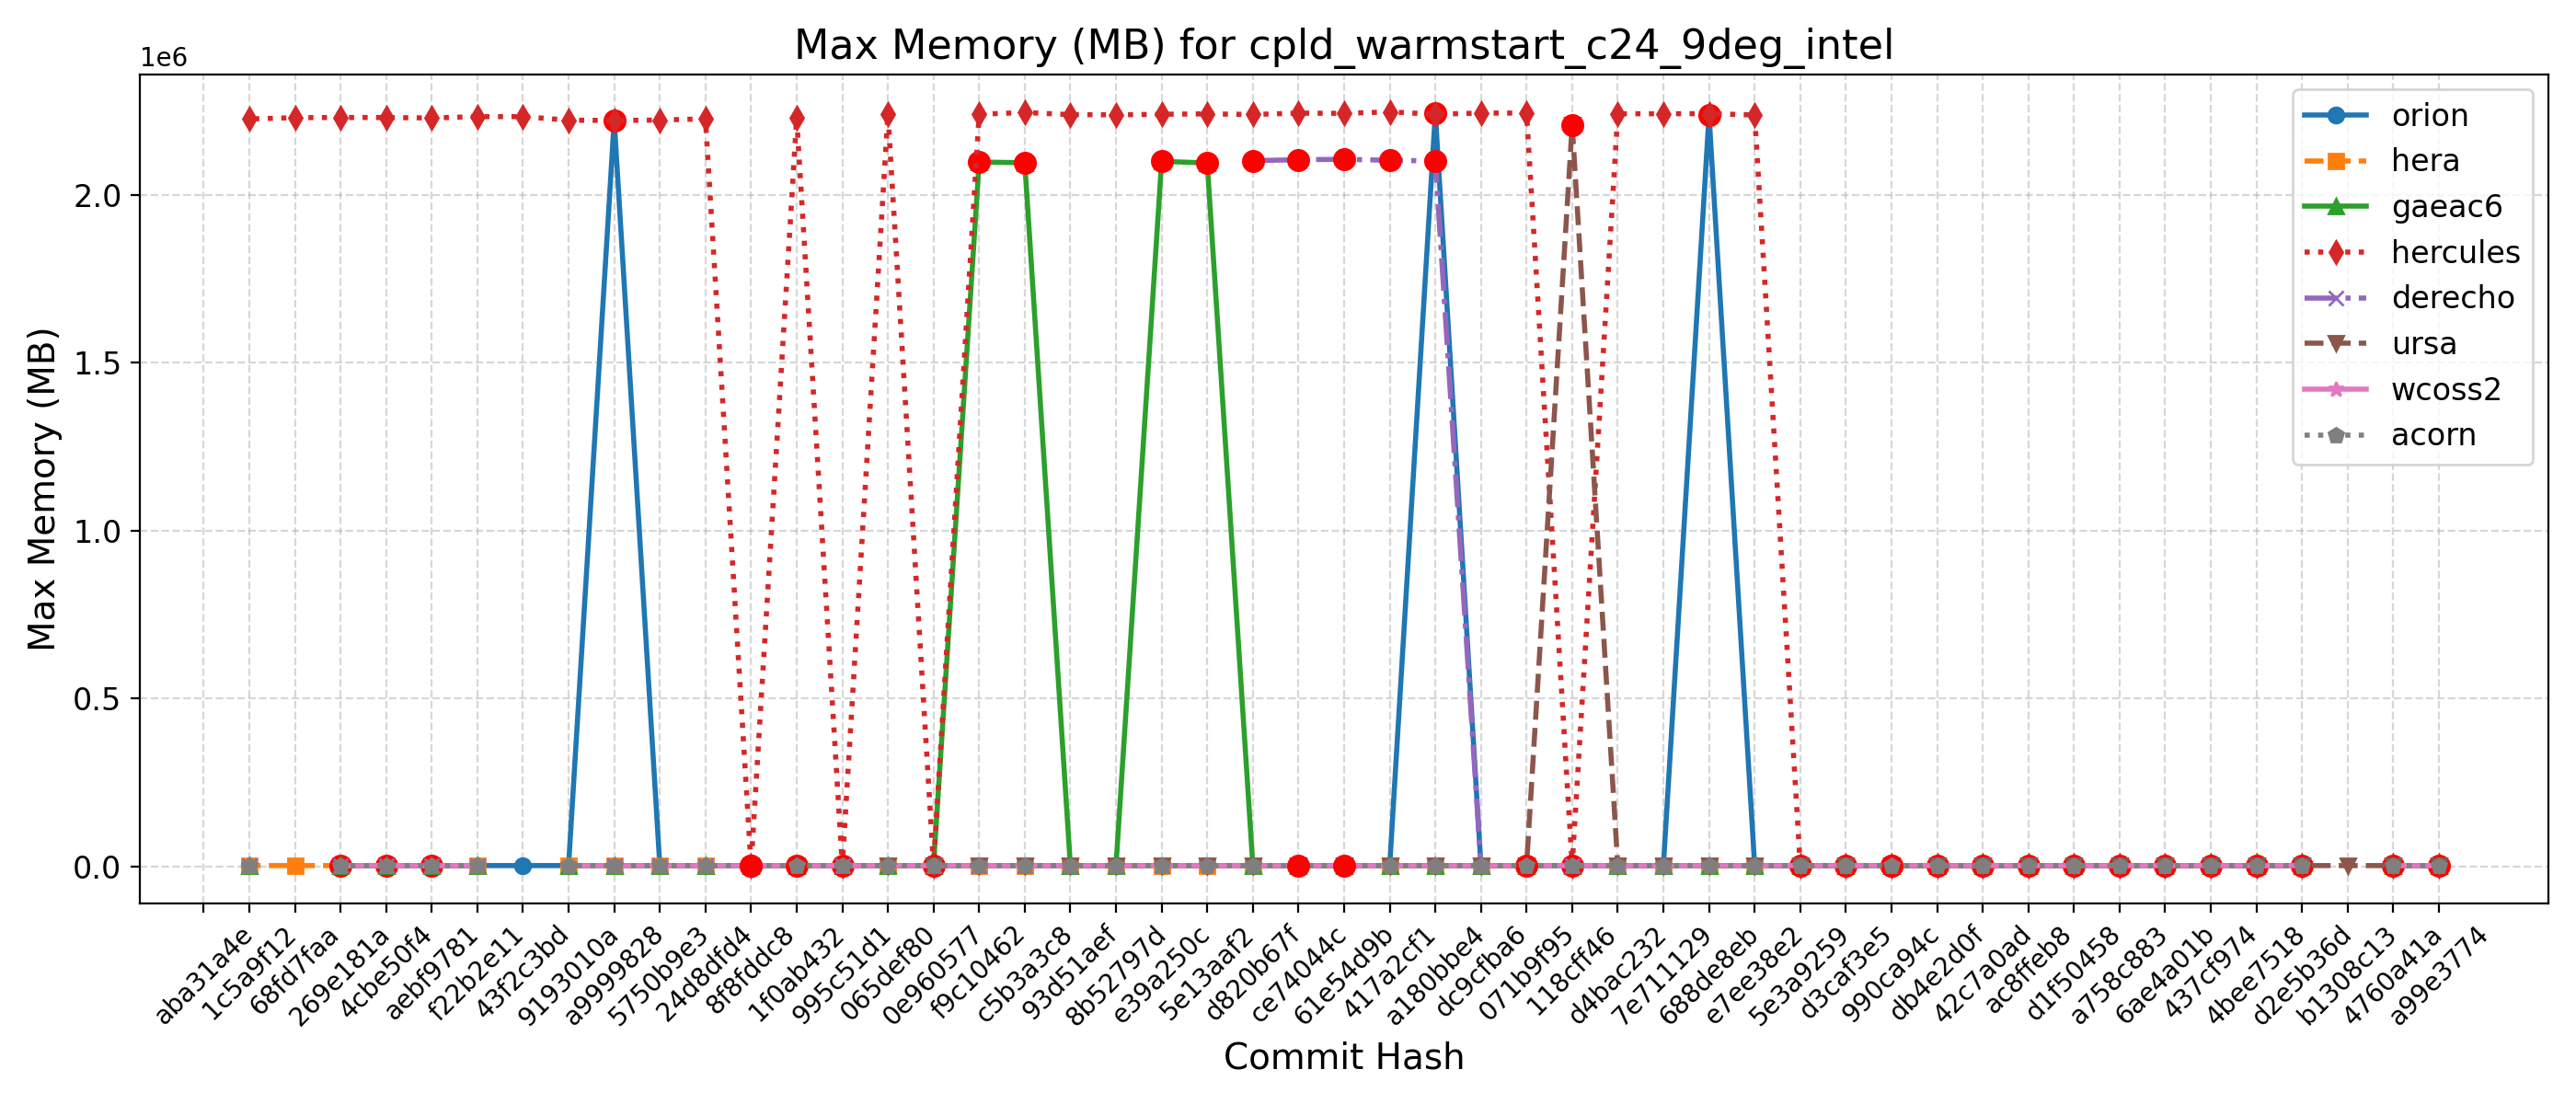 Max Memory (MB) for cpld_warmstart_c24_9deg_intel
1e6
2.0
1.5
1.0
0.5
0.0
Max Memory (MB)
orion
hera
gaeac6
hercules
derecho
ursa
wcoss2
acorn
aba31a4e
1c5a9f12
68fd7faa
269e181a
4cbe50f4
aebf9781
f22b2e11
43f2c3bd
9193010a
a9999828
5750b9e3
24d8dfd4
8f8fddc8
1f0ab432
995c51d1
065def80
0e960577
f9c10462
c5b3a3c8
93d51aef
8b52797d
e39a250c
5e13aaf2
d820b67f
ce74044c
61e54d9b
417a2cf1
a180bbe4
dc9cfba6
071b9f95
118cff46
d4bac232
7e711129
688de8eb
e7ee38e2
5e3a9259
d3caf3e5
990ca94c
db4e2d0f
42c7a0ad
ac8ffeb8
d1f50458
a758c883
6ae4a01b
437cf974
4bee7518
d2e5b36d
b1308c13
4760a41a
a99e3774
Commit Hash